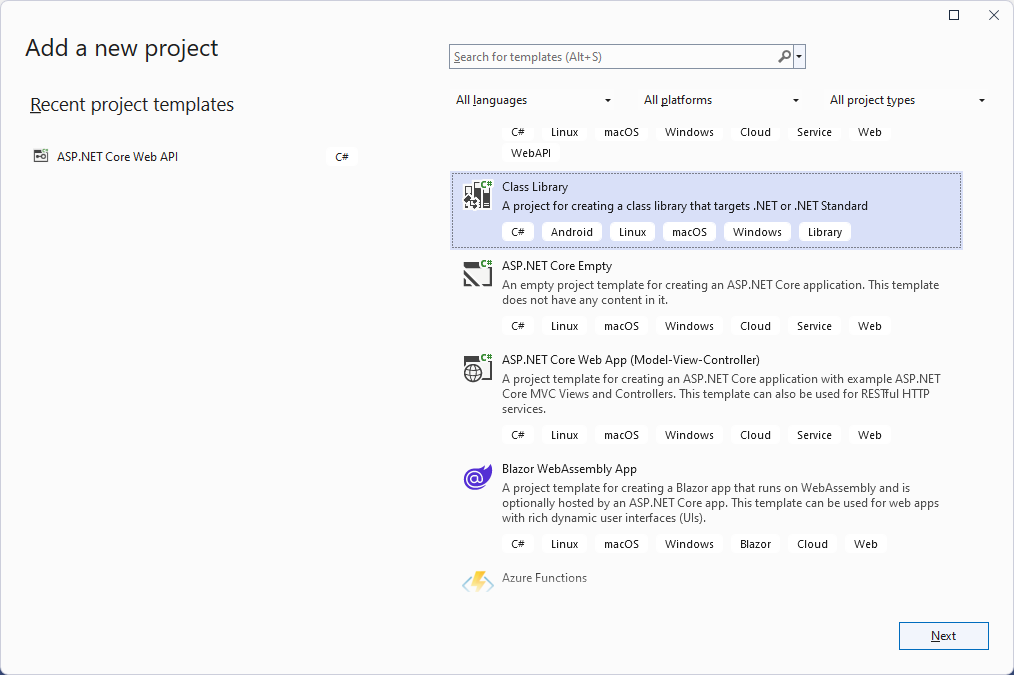 Add a new project
Search for templates (Alt+S)
Recent project templates
All languages All platforms All project types
ASP.NET Core Web API C#
C# Linux macOS Windows Cloud Service Web
WebAPI
Class Library
A project for creating a class library that targets .NET or .NET Standard
C# Android Linux macOS Windows Library
ASP.NET Core Empty
An empty project template for creating an ASP.NET Core application. This template
does not have any content in it.
C# Linux macOS Windows Cloud Service Web
ASP.NET Core Web App (Model-View-Controller)
A project template for creating an ASP.NET Core application with example ASP.NET
Core MVC Views and Controllers. This template can also be used for RESTful HTTP
services.
C# Linux macOS Windows Cloud Service Web
Blazor WebAssembly App
A project template for creating a Blazor app that runs on WebAssembly and is
optionally hosted by an ASP.NET Core app. This template can be used for web apps
with rich dynamic user interfaces (UIs).
C# Linux macOS Windows Blazor Cloud Web
Azure Functions
Next